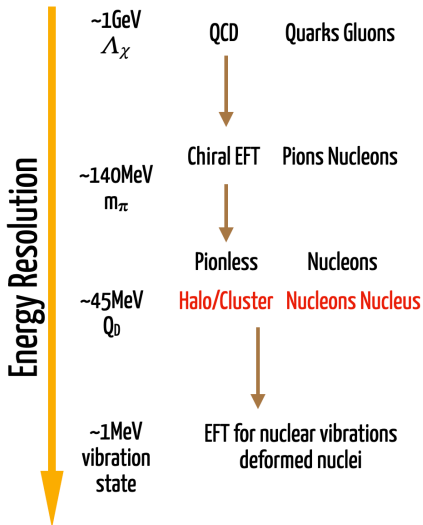 Energy Resolution
~1GeV
Λχ
QCD Quarks Gluons
Chiral EFT Pions Nucleons
~140MeV
mπ
Pionless Nucleons
~45MeV
QD
Halo/Cluster Nucleons Nucleus
~1MeV
vibration
state
EFT for nuclear vibrations
deformed nuclei